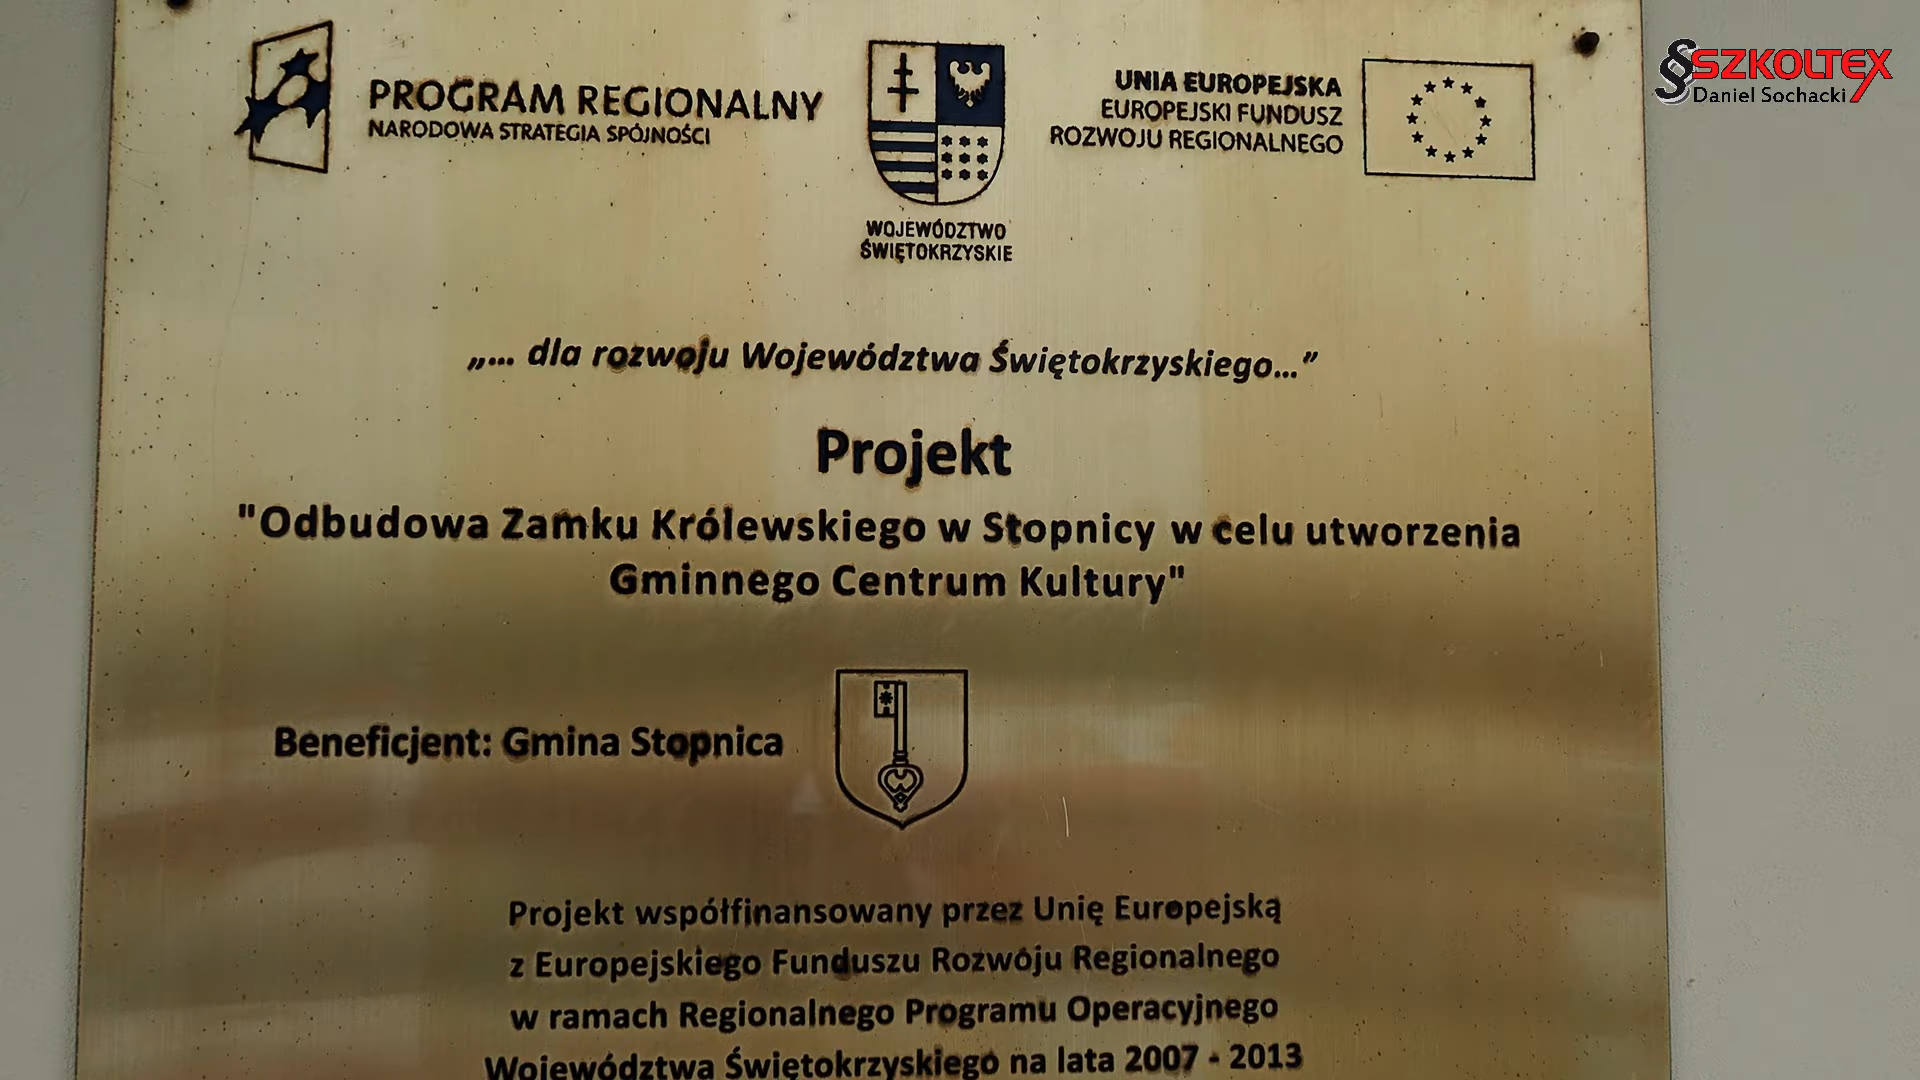 PROGRAM REGIONALNY
NARODOWA STRATEGIA SPÓJNOŚCI
WOJEWÓDZTWO
ŚWIĘTOKRZYSKIE
UNIA EUROPEJSKA
EUROPEJSKI FUNDUSZ
ROZWOJU REGIONALNEGO
SZKOLTEX
Daniel Sochacki
„... dla rozwoju Województwa Świętokrzyskiego...”
Projekt
"Odbudowa Zamku Królewskiego w Stopnicy w celu utworzenia
Gminnego Centrum Kultury"
Beneficjent: Gmina Stopnica
Projekt współfinansowany przez Unię Europejską
z Europejskiego Funduszu Rozwoju Regionalnego
w ramach Regionalnego Programu Operacyjnego
Województwa Świętokrzyskiego na lata 2007 - 2013